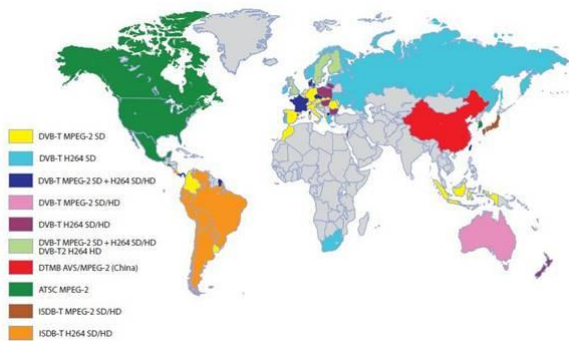 DVB-T MPEG-2 SD
DVB-T H264 SD
DVB-T MPEG-2 SD + H264 SD/HD
DVB-T MPEG-2 SD/HD
DVB-T H264 SD/HD
DVB-T MPEG-2 SD + H264 SD/HD
DVB-T2 H264 HD
DTMB AVS/MPEG-2 (China)
ATSC MPEG-2
ISDB-T MPEG-2 SD/HD
ISDB-T H264 SD/HD